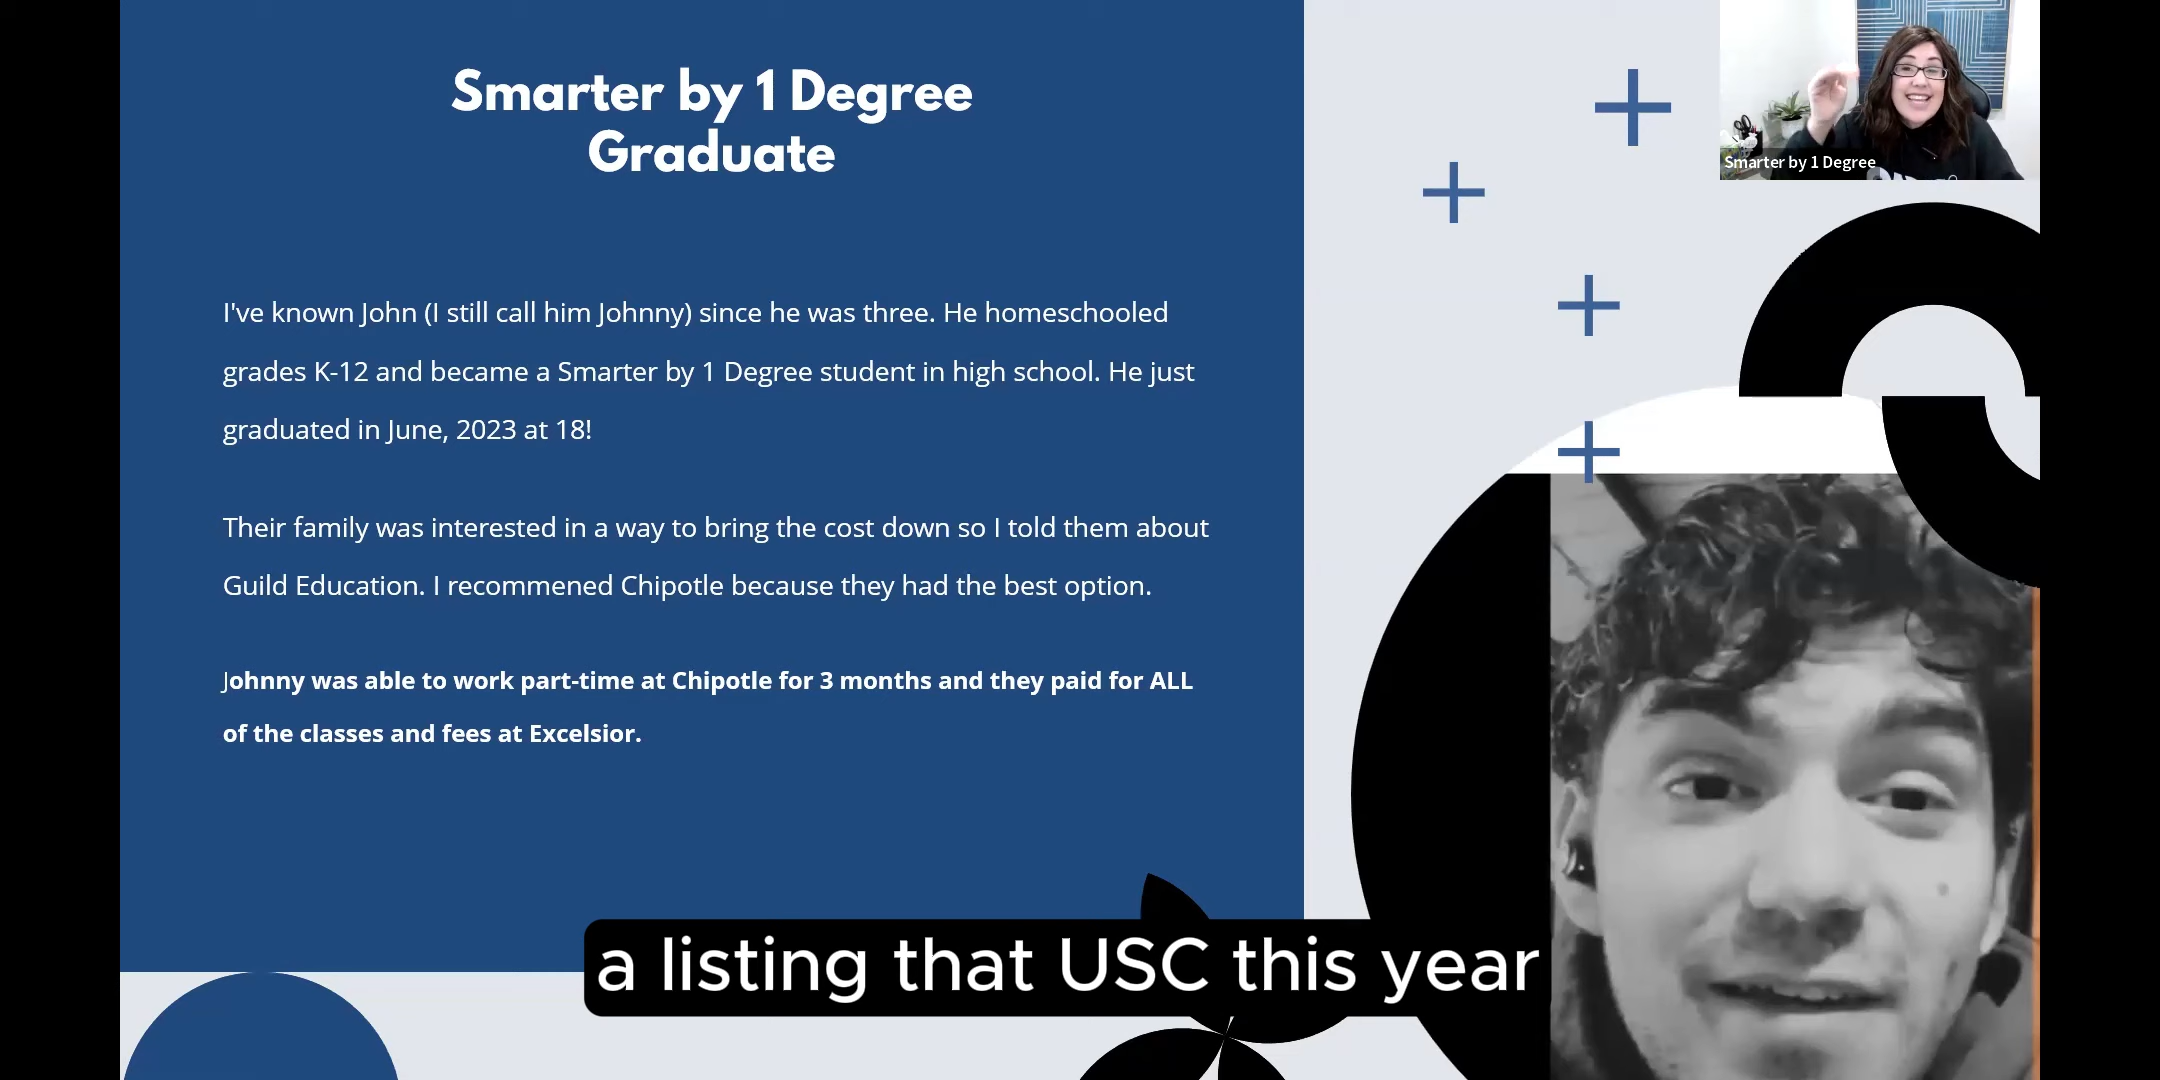 Smarter by 1 Degree
Graduate
Smarter by 1 Degree
I've known John (I still call him Johnny) since he was three. He homeschooled
grades K-12 and became a Smarter by 1 Degree student in high school. He just
graduated in June, 2023 at 18!
Their family was interested in a way to bring the cost down so I told them about
Guild Education. I recommened Chipotle because they had the best option.
Johnny was able to work part-time at Chipotle for 3 months and they paid for ALL
of the classes and fees at Excelsior.
a listing that USC this year